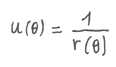 u(θ) = 1 / r(θ)